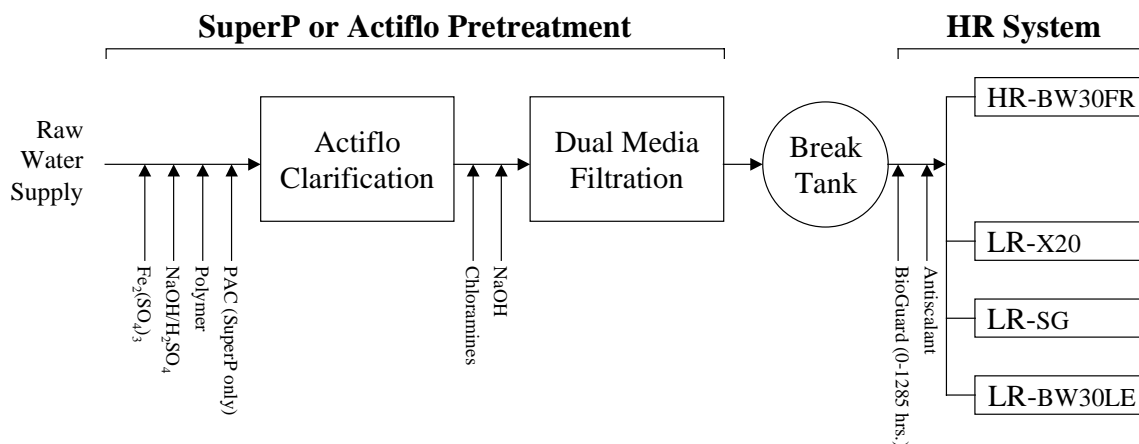 SuperP or Actiflo Pretreatment
HR System
Raw
Water
Supply
Fe₂(SO₄)₃
NaOH/H₂SO₄
Polymer
PAC (SuperP only)
Actiflo
Clarification
Chloramines
NaOH
Dual Media
Filtration
Break
Tank
BioGuard (0-1285 hrs.)
Antiscalant
HR-BW30FR
LR-X20
LR-SG
LR-BW30LE